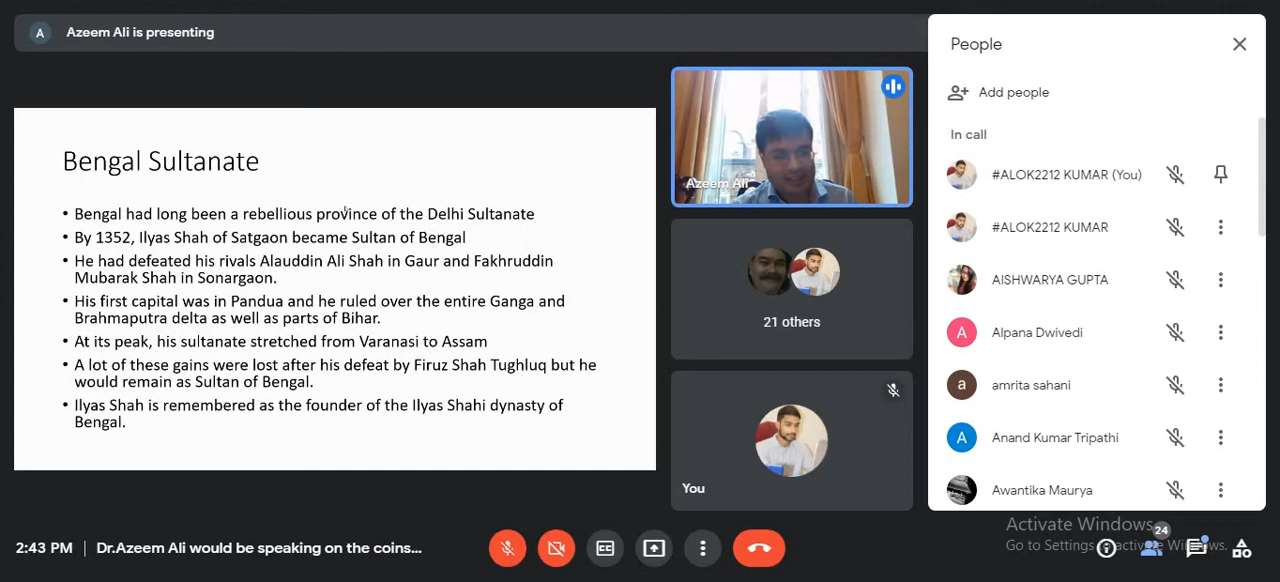 A
Azeem Ali is presenting
Bengal Sultanate
• Bengal had long been a rebellious province of the Delhi Sultanate
• By 1352, Ilyas Shah of Satgaon became Sultan of Bengal
• He had defeated his rivals Alauddin Ali Shah in Gaur and Fakhruddin
Mubarak Shah in Sonargaon.
• His first capital was in Pandua and he ruled over the entire Ganga and
Brahmaputra delta as well as parts of Bihar.
• At its peak, his sultanate stretched from Varanasi to Assam
• A lot of these gains were lost after his defeat by Firuz Shah Tughluq but he
would remain as Sultan of Bengal.
• Ilyas Shah is remembered as the founder of the Ilyas Shahi dynasty of
Bengal.
Azeem Ali
21 others
You
People
Add people
In call
#ALOK2212 KUMAR (You)
#ALOK2212 KUMAR
AISHWARYA GUPTA
A
Alpana Dwivedi
a
amrita sahani
A
Anand Kumar Tripathi
Awantika Maurya
Activate Windows
Go to Settings to activate Windows.
2:43 PM | Dr.Azeem Ali would be speaking on the coins...
CC
24